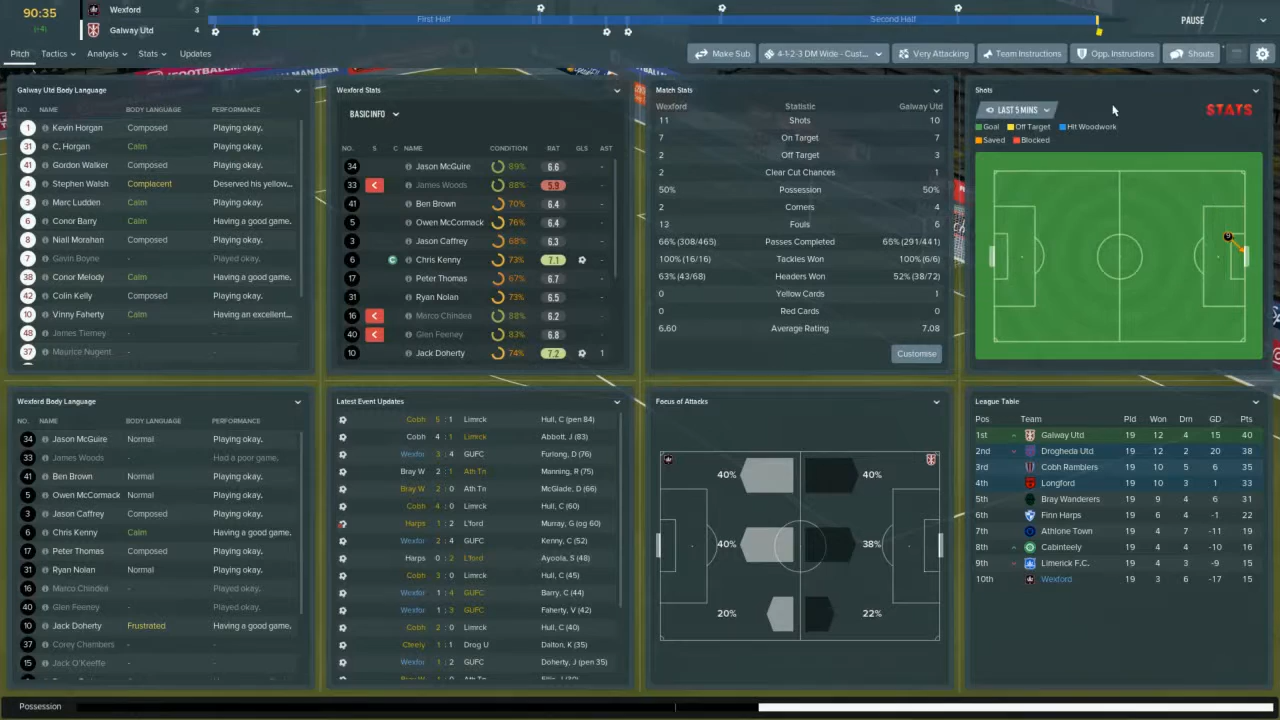 90:35
(+4)
Wexford 3
Galway Utd 4
First Half
Second Half
PAUSE
Pitch Tactics Analysis Stats Updates
Make Sub 4-1-2-3 DM Wide - Cust... Very Attacking Team Instructions Opp. Instructions Shouts
Galway Utd Body Language
NO. NAME BODY LANGUAGE PERFORMANCE
1 Kevin Horgan Composed Playing okay.
31 C. Horgan Calm Playing okay.
41 Gordon Walker Composed Playing okay.
4 Stephen Walsh Complacent Deserved his yellow...
3 Marc Ludden Calm Playing okay.
6 Conor Barry Calm Having a good game.
8 Niall Morahan Composed Playing okay.
7 Gavin Boyne - Played okay.
38 Conor Melody Calm Playing okay.
42 Colin Kelly Composed Playing okay.
10 Vinny Faherty Calm Having an excellent...
48 James Tierney - -
37 Maurice Nugent - -
Wexford Stats
BASIC INFO
NO. S C NAME CONDITION RAT GLS AST
34 Jason McGuire 89% 6.6 -
33 James Woods 88% 5.9 -
41 Ben Brown 70% 6.4 -
5 Owen McCormack 76% 6.4 -
3 Jason Caffrey 68% 6.3 -
6 C Chris Kenny 73% 7.1 -
17 Peter Thomas 67% 6.7 -
31 Ryan Nolan 73% 6.5 -
16 Marco Chindea 88% 6.2 -
40 Glen Feeney 83% 6.8 -
10 Jack Doherty 74% 7.2 1
Match Stats
Wexford Statistic Galway Utd
11 Shots 10
7 On Target 7
2 Off Target 3
2 Clear Cut Chances 1
50% Possession 50%
2 Corners 4
13 Fouls 6
66% (308/465) Passes Completed 65% (291/441)
100% (16/16) Tackles Won 100% (6/6)
63% (43/68) Headers Won 52% (38/72)
0 Yellow Cards 1
0 Red Cards 0
6.60 Average Rating 7.08
Customise
Shots
LAST 5 MINS
STATS
Goal Off Target Hit Woodwork
Saved Blocked
9
Wexford Body Language
NO. NAME BODY LANGUAGE PERFORMANCE
34 Jason McGuire Normal Playing okay.
33 James Woods - Had a poor game.
41 Ben Brown Normal Playing okay.
5 Owen McCormack Normal Playing okay.
3 Jason Caffrey Composed Playing okay.
6 Chris Kenny Calm Having a good game.
17 Peter Thomas Composed Playing okay.
31 Ryan Nolan Normal Playing okay.
16 Marco Chindea - Played okay.
40 Glen Feeney - Played okay.
10 Jack Doherty Frustrated Having a good game.
37 Corey Chambers - -
15 Jack O'Keeffe - -
Latest Event Updates
Cobh 5 : 1 Limrck Hull, C (pen 84)
Cobh 4 : 1 Limrck Abbott, J (83)
Wexfor 3 : 4 GUFC Furlong, D (76)
Bray W 2 : 1 Ath Tn Manning, R (75)
Bray W 2 : 0 Ath Tn McGlade, D (66)
Cobh 4 : 0 Limrck Hull, C (60)
Harps 1 : 2 L'ford Murray, G (og 60)
Wexfor 2 : 4 GUFC Kenny, C (52)
Harps 0 : 2 L'ford Ayoola, S (48)
Cobh 3 : 0 Limrck Hull, C (45)
Wexfor 1 : 4 GUFC Barry, C (44)
Wexfor 1 : 3 GUFC Faherty, V (42)
Cobh 2 : 0 Limrck Hull, C (40)
C'teely 1 : 1 Drog U Dalton, K (35)
Wexfor 1 : 2 GUFC Doherty, J (pen 35)
Focus of Attacks
40% 40%
40% 38%
20% 22%
League Table
Pos Team Pld Won Drn GD Pts
1st Galway Utd 19 12 4 15 40
2nd Drogheda Utd 19 12 2 20 38
3rd Cobh Ramblers 19 10 5 6 35
4th Longford 19 10 3 1 33
5th Bray Wanderers 19 9 4 6 31
6th Finn Harps 19 6 4 -1 22
7th Athlone Town 19 4 7 -11 19
8th Cabinteely 19 4 4 -10 16
9th Limerick F.C. 19 4 3 -9 15
10th Wexford 19 3 6 -17 15
Possession